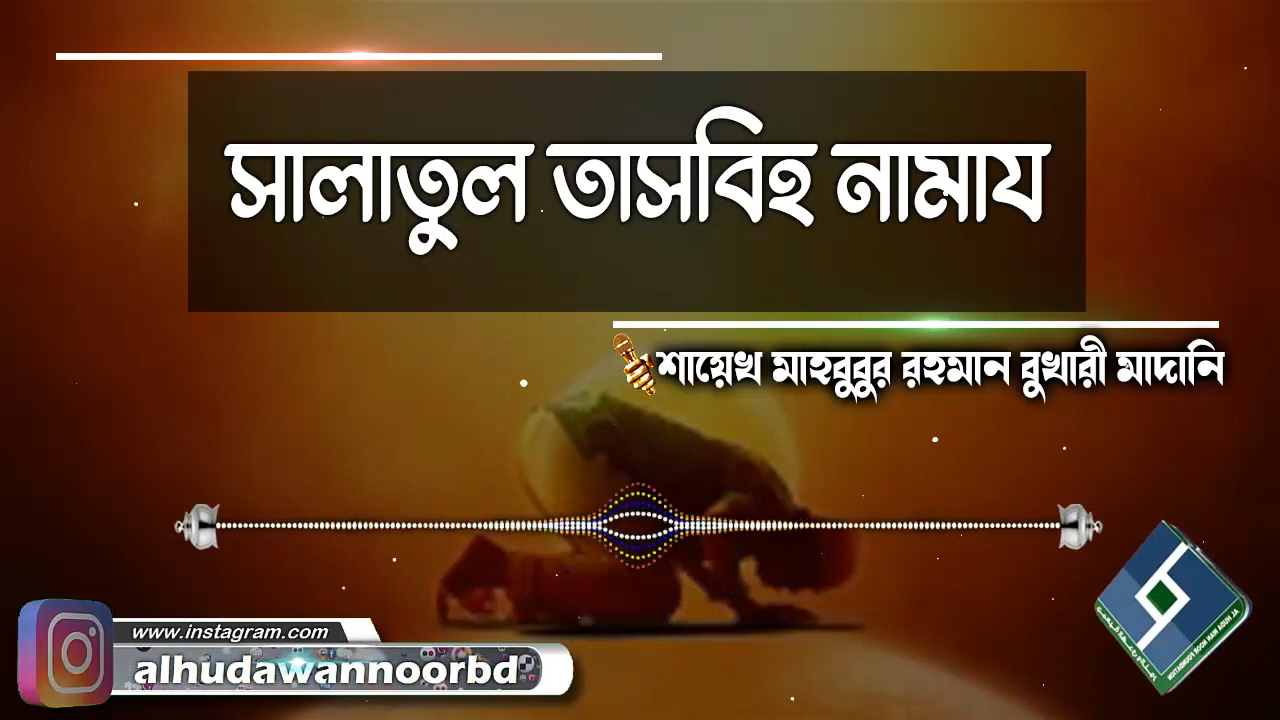 সালাতুল তাসবিহ নামায
শায়েখ মাহবুবুর রহমান বুখারী মাদানি
www.instagram.com
alhudawannoorbd